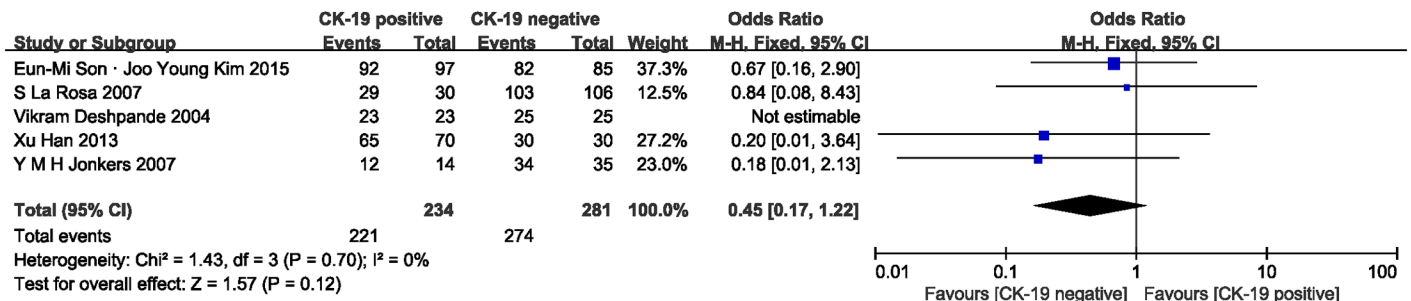 CK-19 positive CK-19 negative Odds Ratio Odds Ratio
Study or Subgroup Events Total Events Total Weight M-H, Fixed, 95% CI M-H, Fixed, 95% CI
Eun-Mi Son · Joo Young Kim 2015 92 97 82 85 37.3% 0.67 [0.16, 2.90]
S La Rosa 2007 29 30 103 106 12.5% 0.84 [0.08, 8.43]
Vikram Deshpande 2004 23 23 25 25 Not estimable
Xu Han 2013 65 70 30 30 27.2% 0.20 [0.01, 3.64]
Y M H Jonkers 2007 12 14 34 35 23.0% 0.18 [0.01, 2.13]
Total (95% CI) 234 281 100.0% 0.45 [0.17, 1.22]
Total events 221 274
Heterogeneity: Chi² = 1.43, df = 3 (P = 0.70); I² = 0%
Test for overall effect: Z = 1.57 (P = 0.12)
0.01 0.1 1 10 100
Favours [CK-19 negative] Favours [CK-19 positive]